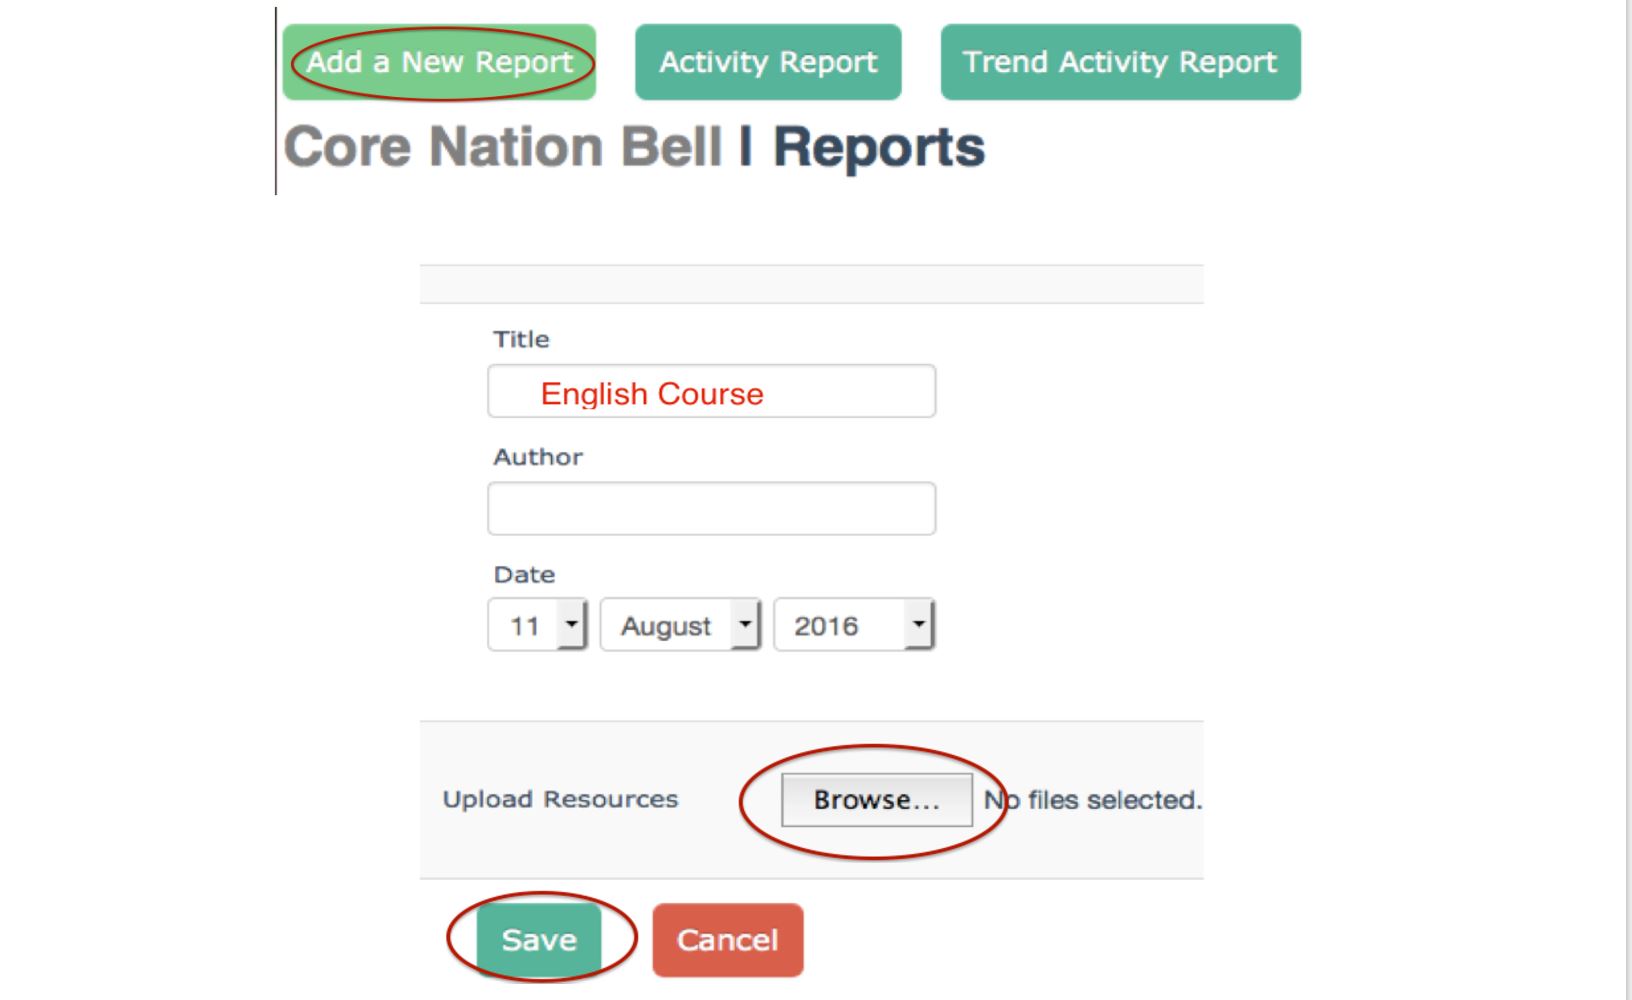 Add a New Report Activity Report Trend Activity Report
Core Nation Bell | Reports
Title
English Course
Author
Date
11 August 2016
Upload Resources Browse... No files selected.
Save Cancel